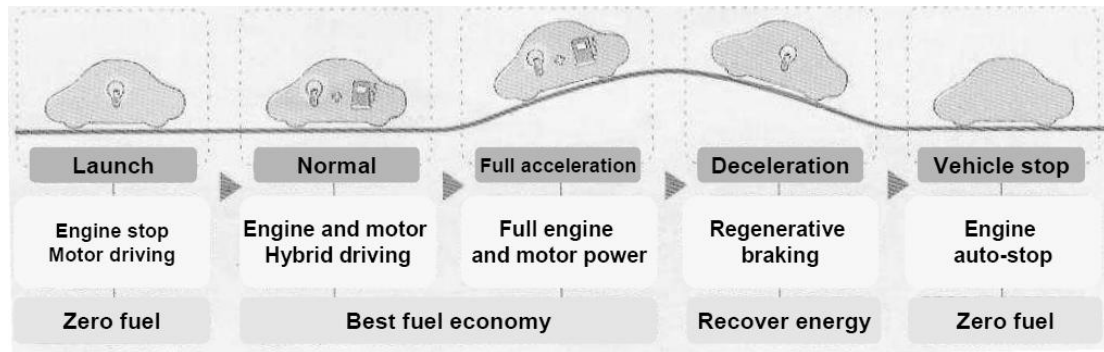 Launch
Normal
Full acceleration
Deceleration
Vehicle stop
Engine stop
Motor driving
Engine and motor
Hybrid driving
Full engine
and motor power
Regenerative
braking
Engine
auto-stop
Zero fuel
Best fuel economy
Recover energy
Zero fuel